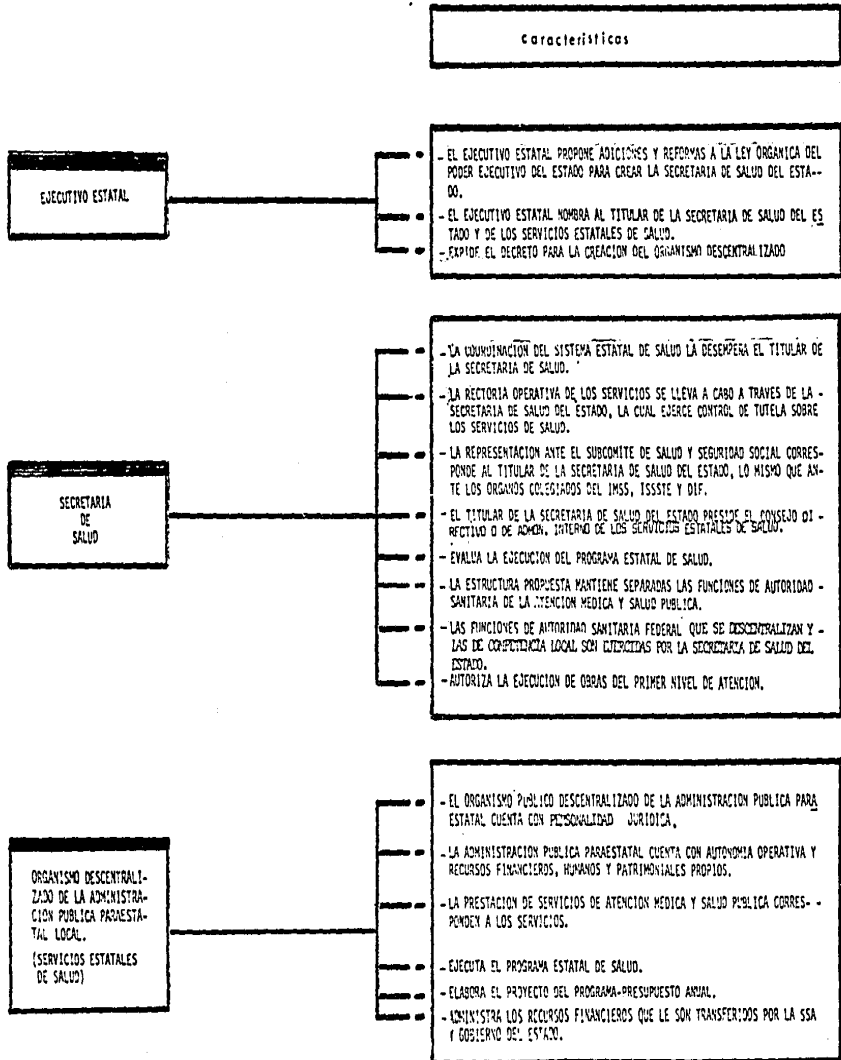 Características
EJECUTIVO ESTATAL
- EL EJECUTIVO ESTATAL PROPONE ADICIONES Y REFORMAS A LA LEY ORGANICA DEL
PODER EJECUTIVO DEL ESTADO PARA CREAR LA SECRETARIA DE SALUD DEL ESTA--
DO.
- EL EJECUTIVO ESTATAL NOMBRA AL TITULAR DE LA SECRETARIA DE SALUD DEL ES
TADO Y DE LOS SERVICIOS ESTATALES DE SALUD.
- EXPIDE EL DECRETO PARA LA CREACION DEL ORGANISMO DESCENTRALIZADO
SECRETARIA
DE
SALUD
- LA COORDINACION DEL SISTEMA ESTATAL DE SALUD LA DESEMPEÑA EL TITULAR DE
LA SECRETARIA DE SALUD.
- LA RECTORIA OPERATIVA DE LOS SERVICIOS SE LLEVA A CABO A TRAVES DE LA -
SECRETARIA DE SALUD DEL ESTADO, LA CUAL EJERCE CONTROL DE TUTELA SOBRE
LOS SERVICIOS DE SALUD.
- LA REPRESENTACION ANTE EL SUBCOMITE DE SALUD Y SEGURIDAD SOCIAL CORRES-
PONDE AL TITULAR DE LA SECRETARIA DE SALUD DEL ESTADO, LO MISMO QUE AN-
TE LOS ORGANOS COLEGIADOS DEL IMSS, ISSSTE Y DIF.
- EL TITULAR DE LA SECRETARIA DE SALUD DEL ESTADO PRESIDE EL CONSEJO DI -
RECTIVO O DE ADMON. INTERNO DE LOS SERVICIOS ESTATALES DE SALUD.
- EVALUA LA EJECUCION DEL PROGRAMA ESTATAL DE SALUD.
- LA ESTRUCTURA PROPUESTA MANTIENE SEPARADAS LAS FUNCIONES DE AUTORIDAD -
SANITARIA DE LA ATENCION MEDICA Y SALUD PUBLICA.
- LAS FUNCIONES DE AUTORIDAD SANITARIA FEDERAL QUE SE DESCENTRALIZAN Y -
LAS DE COMPETENCIA LOCAL SON EJERCIDAS POR LA SECRETARIA DE SALUD DEL
ESTADO.
- AUTORIZA LA EJECUCION DE OBRAS DEL PRIMER NIVEL DE ATENCION.
ORGANISMO DESCENTRALI-
ZADO DE LA ADMINISTRA-
CION PUBLICA PARAESTA-
TAL LOCAL.
(SERVICIOS ESTATALES
DE SALUD)
- EL ORGANISMO PUBLICO DESCENTRALIZADO DE LA ADMINISTRACION PUBLICA PARA
ESTATAL CUENTA CON PERSONALIDAD JURIDICA.
- LA ADMINISTRACION PUBLICA PARAESTATAL CUENTA CON AUTONOMIA OPERATIVA Y
RECURSOS FINANCIEROS, HUMANOS Y PATRIMONIALES PROPIOS.
- LA PRESTACION DE SERVICIOS DE ATENCION MEDICA Y SALUD PUBLICA CORRES- -
PONDEN A LOS SERVICIOS.
- EJECUTA EL PROGRAMA ESTATAL DE SALUD.
- ELABORA EL PROYECTO DEL PROGRAMA-PRESUPUESTO ANUAL.
- ADMINISTRA LOS RECURSOS FINANCIEROS QUE LE SON TRANSFERIDOS POR LA SSA
Y GOBIERNO DEL ESTADO.